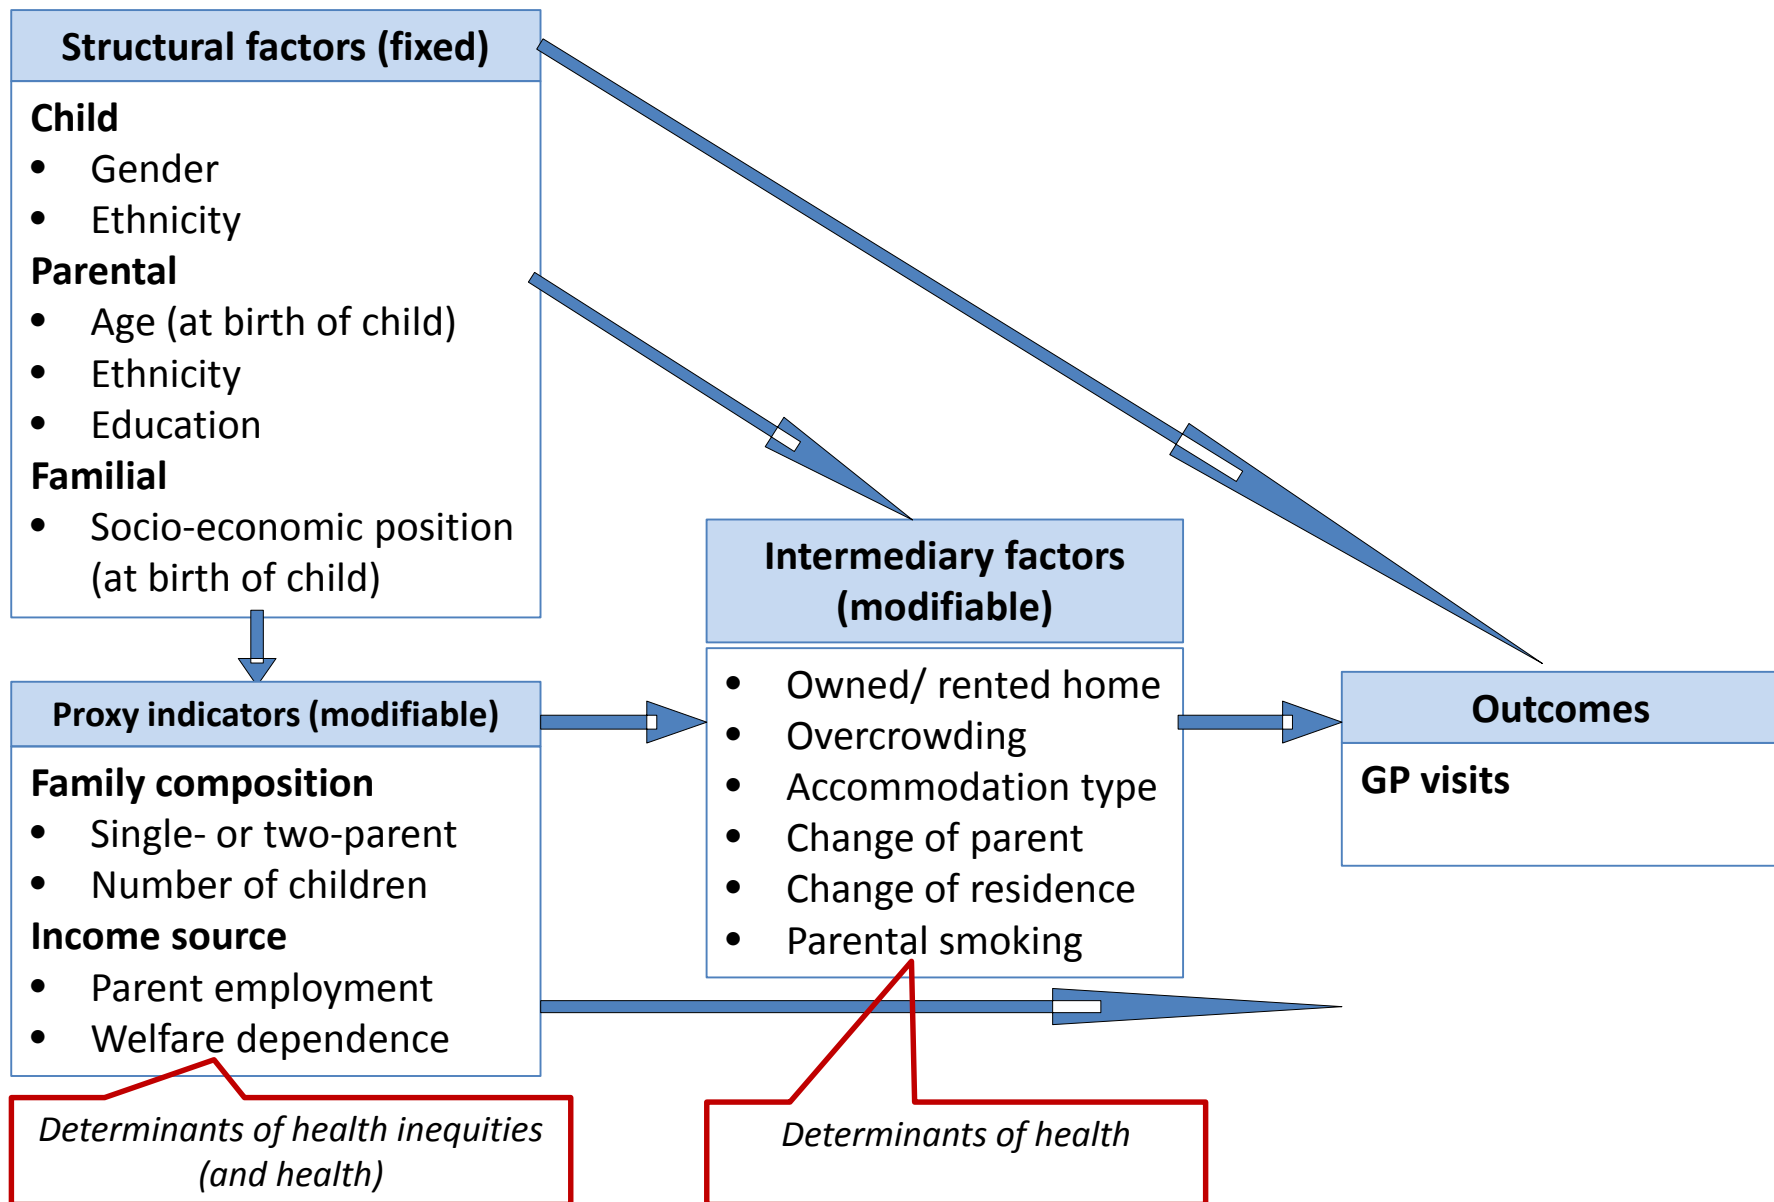 Structural factors (fixed)
Child
• Gender
• Ethnicity
Parental
• Age (at birth of child)
• Ethnicity
• Education
Familial
• Socio-economic position
(at birth of child)
Proxy indicators (modifiable)
Family composition
• Single- or two-parent
• Number of children
Income source
• Parent employment
• Welfare dependence
Determinants of health inequities
(and health)
Intermediary factors
(modifiable)
• Owned/ rented home
• Overcrowding
• Accommodation type
• Change of parent
• Change of residence
• Parental smoking
Determinants of health
Outcomes
GP visits